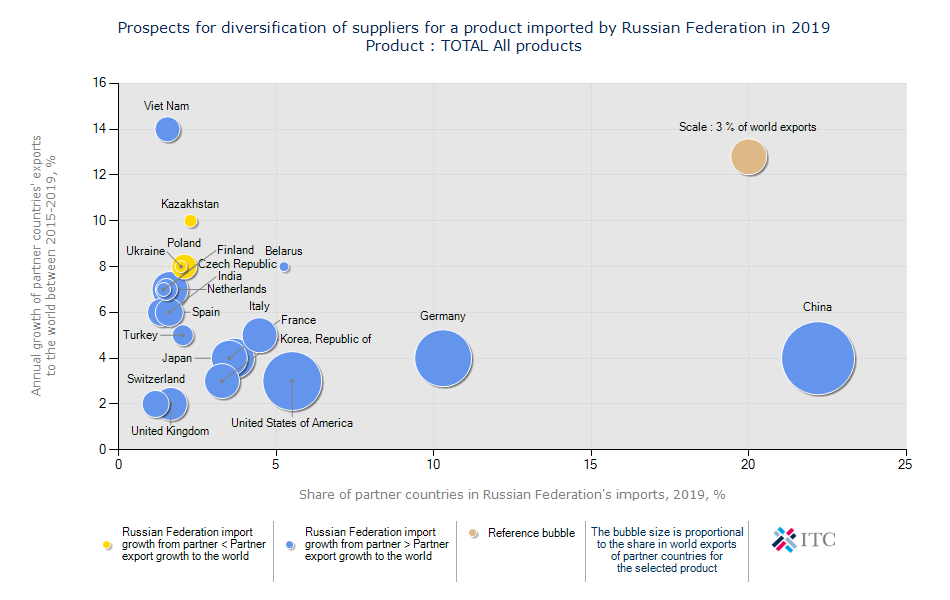 Prospects for diversification of suppliers for a product imported by Russian Federation in 2019
Product : TOTAL All products
Annual growth of partner countries' exports
to the world between 2015-2019, %
16
14
12
10
8
6
4
2
0
Viet Nam
Scale : 3 % of world exports
Kazakhstan
Poland
Ukraine
Finland
Belarus
Czech Republic
India
Netherlands
Italy
Spain
France
Germany
China
Turkey
Korea, Republic of
Japan
Switzerland
United States of America
United Kingdom
0
5
10
15
20
25
Share of partner countries in Russian Federation's imports, 2019, %
Russian Federation import
growth from partner < Partner
export growth to the world
Russian Federation import
growth from partner > Partner
export growth to the world
Reference bubble
The bubble size is proportional
to the share in world exports
of partner countries for
the selected product
ITC